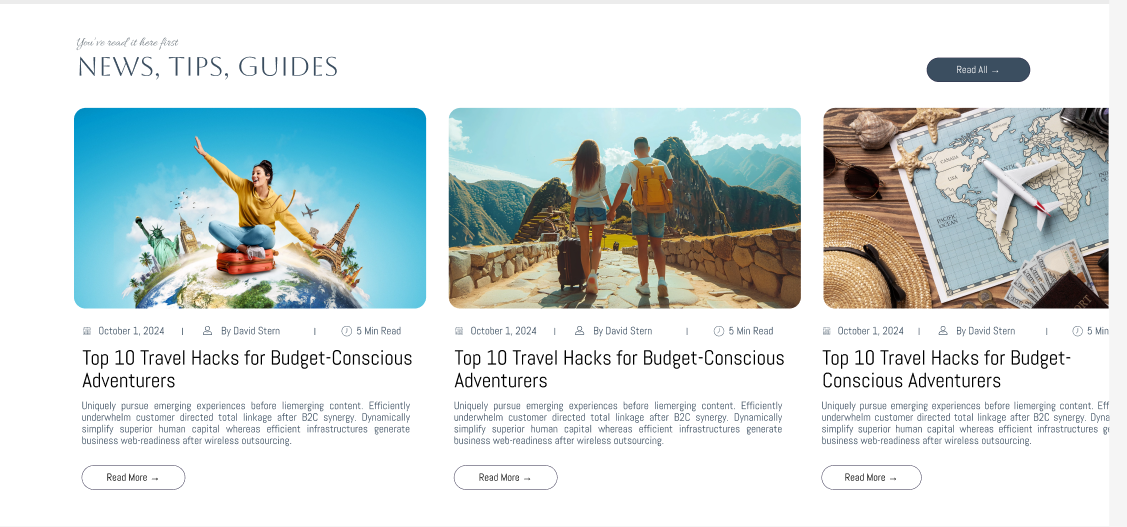 You've read it here first
NEWS, TIPS, GUIDES
Read All →
October 1, 2024 | By David Stern | 5 Min Read
Top 10 Travel Hacks for Budget-Conscious
Adventurers
Uniquely pursue emerging experiences before liemerging content. Efficiently
underwhelm customer directed total linkage after B2C synergy. Dynamically
simplify superior human capital whereas efficient infrastructures generate
business web-readiness after wireless outsourcing.
Read More →
October 1, 2024 | By David Stern | 5 Min Read
Top 10 Travel Hacks for Budget-Conscious
Adventurers
Uniquely pursue emerging experiences before liemerging content. Efficiently
underwhelm customer directed total linkage after B2C synergy. Dynamically
simplify superior human capital whereas efficient infrastructures generate
business web-readiness after wireless outsourcing.
Read More →
CANADA
USA
PACIFIC
OCEAN
October 1, 2024 | By David Stern | 5 Min
Top 10 Travel Hacks for Budget-
Conscious Adventurers
Uniquely pursue emerging experiences before liemerging content. Eff
underwhelm customer directed total linkage after B2C synergy. Dyna
simplify superior human capital whereas efficient infrastructures g
business web-readiness after wireless outsourcing.
Read More →